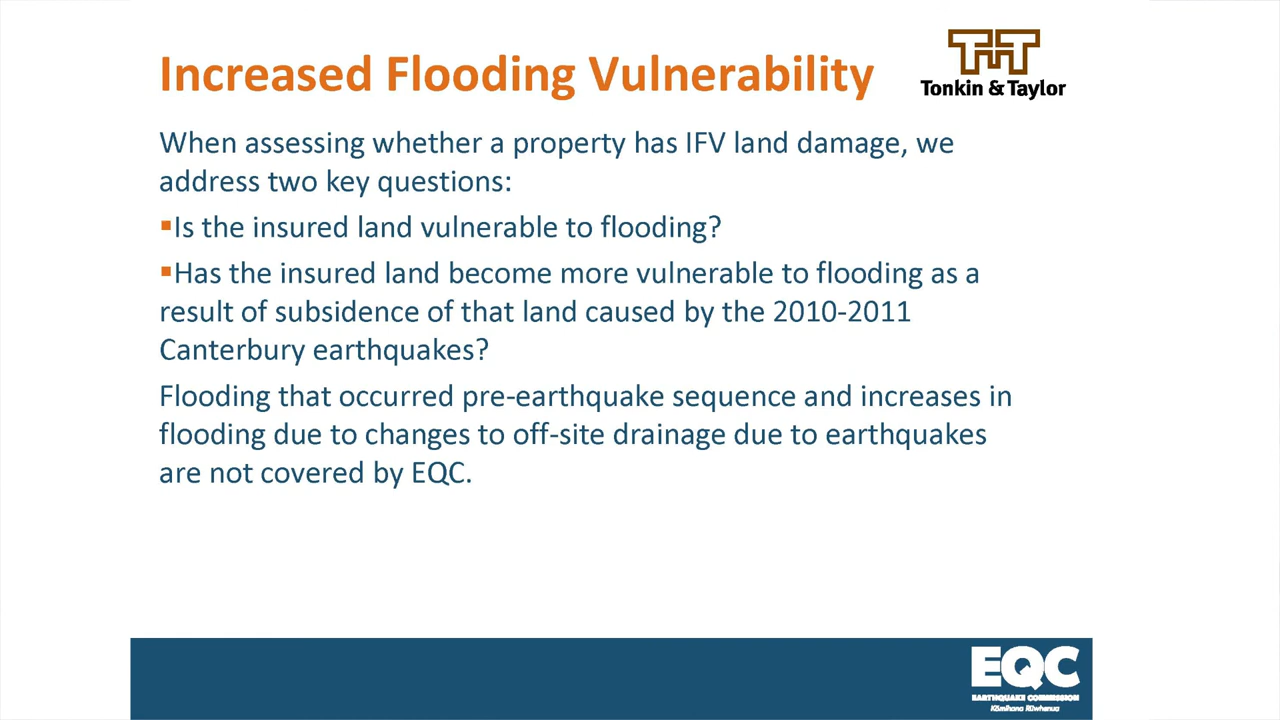 Increased Flooding Vulnerability
TNT
Tonkin & Taylor
When assessing whether a property has IFV land damage, we
address two key questions:
▪Is the insured land vulnerable to flooding?
▪Has the insured land become more vulnerable to flooding as a
result of subsidence of that land caused by the 2010-2011
Canterbury earthquakes?
Flooding that occurred pre-earthquake sequence and increases in
flooding due to changes to off-site drainage due to earthquakes
are not covered by EQC.
EQC
EARTHQUAKE COMMISSION
Kōmihana Rūwhenua